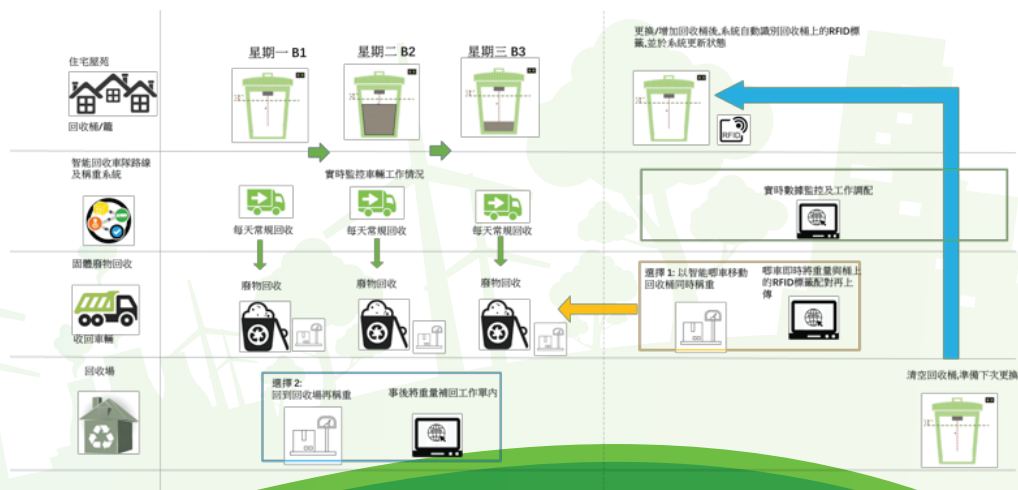 更換/增加回收桶後,系統自動識別回收桶上的RFID標
籤,並於系統更新狀態
星期一 B1
星期二 B2
星期三 B3
住宅屋苑
回收桶/籠
RFID
智能回收車隊路線
及稱重系統
實時監控車輛工作情況
每天常規回收
每天常規回收
每天常規回收
實時數據監控及工作調配
固體廢物回收
收回車輛
廢物回收
廢物回收
廢物回收
選擇 1: 以智能唧車移動
回收桶同時稱重
唧車即時將重量與桶上
的RFID標籤配對再上
傳
回收場
選擇 2:
回到回收場再稱重
事後將重量補回工作單內
清空回收桶,準備下次更換